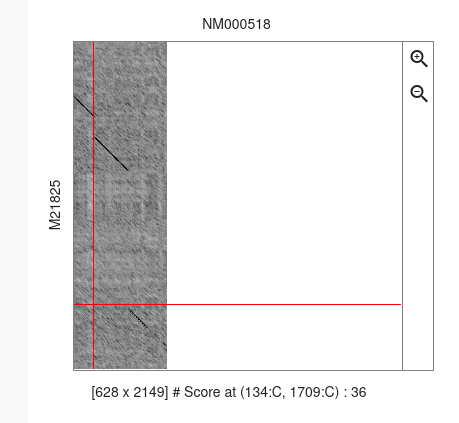 NM000518
M21825
[628 x 2149] # Score at (134:C, 1709:C) : 36